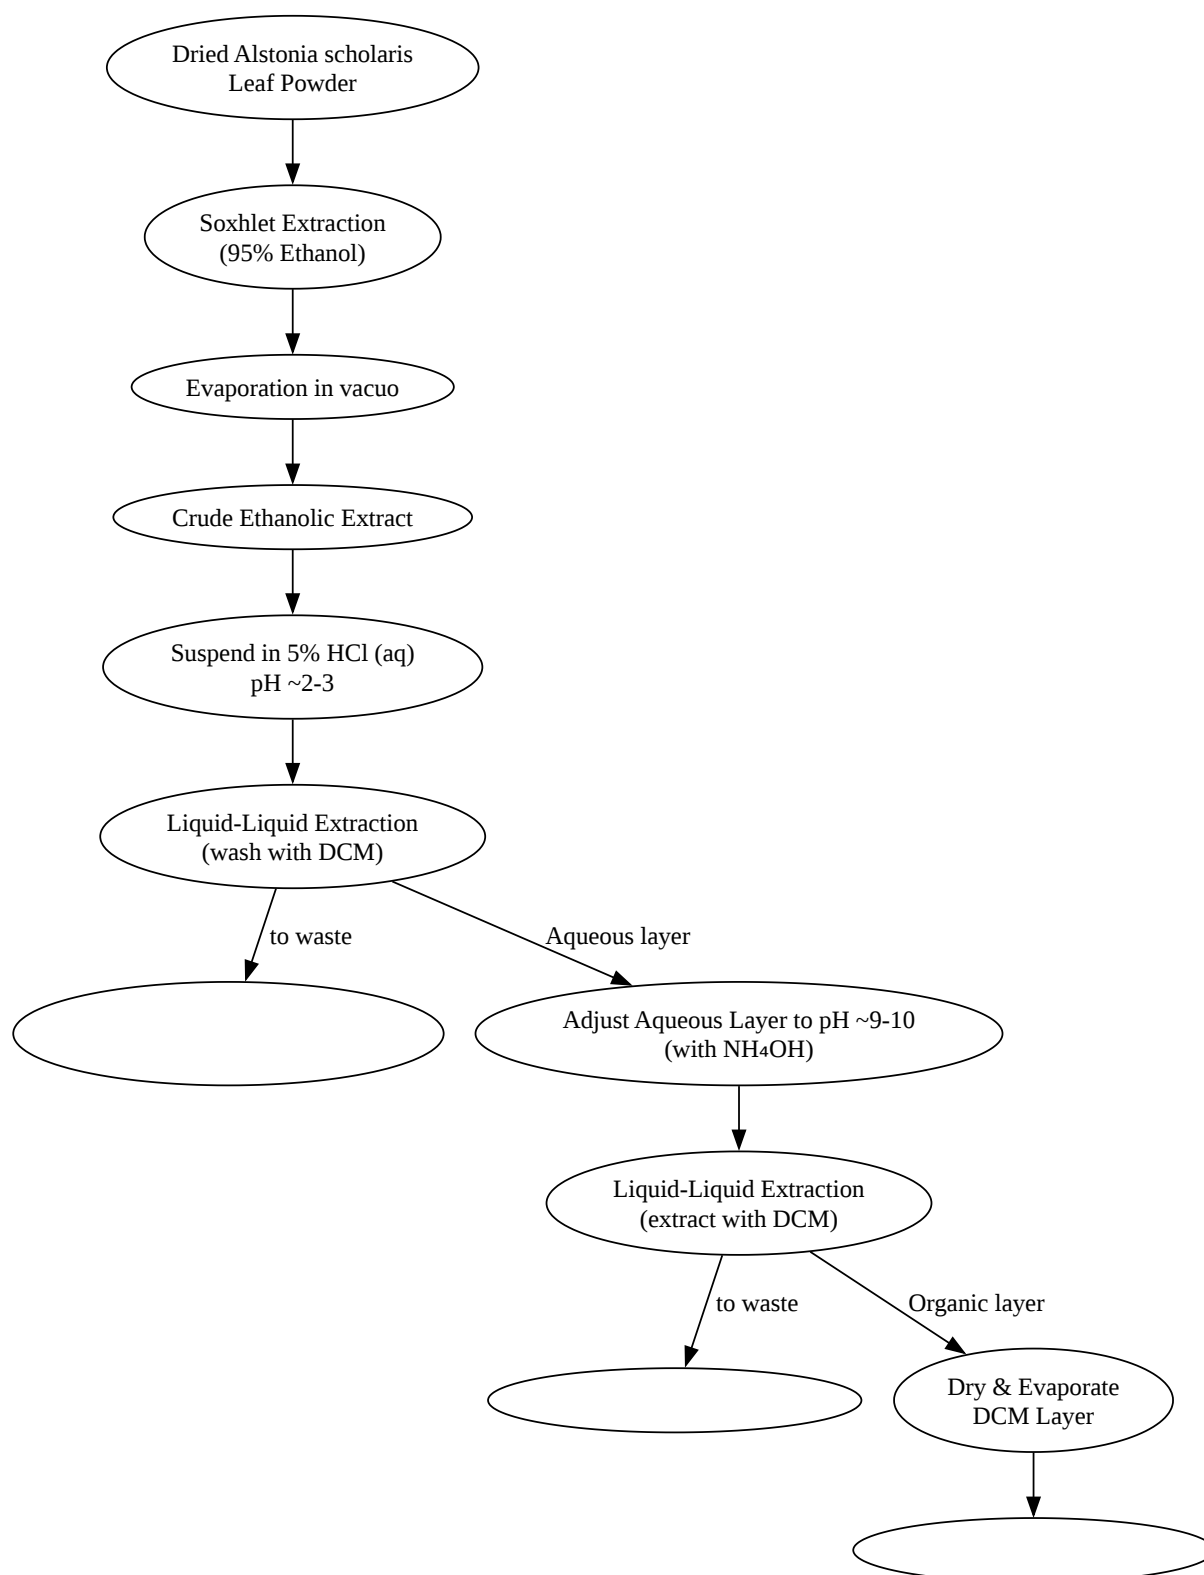 Dried Alstonia scholaris
Leaf Powder
Soxhlet Extraction
(95% Ethanol)
Evaporation in vacuo
Crude Ethanolic Extract
Suspend in 5% HCl (aq)
pH ~2-3
Liquid-Liquid Extraction
(wash with DCM)
to waste
Aqueous layer
Adjust Aqueous Layer to pH ~9-10
(with NH₄OH)
Liquid-Liquid Extraction
(extract with DCM)
to waste
Organic layer
Dry & Evaporate
DCM Layer